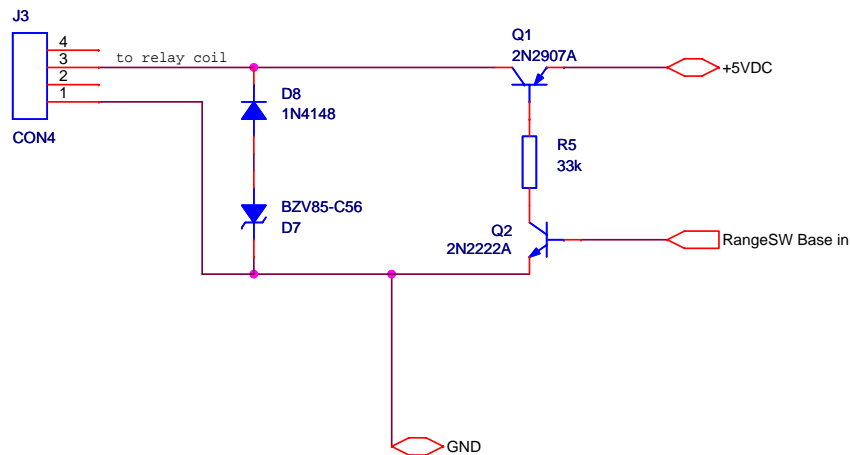 J3
4
3
2
1
CON4
to relay coil
D8
1N4148
BZV85-C56
D7
Q1
2N2907A
+5VDC
R5
33k
Q2
2N2222A
RangeSW Base in
GND